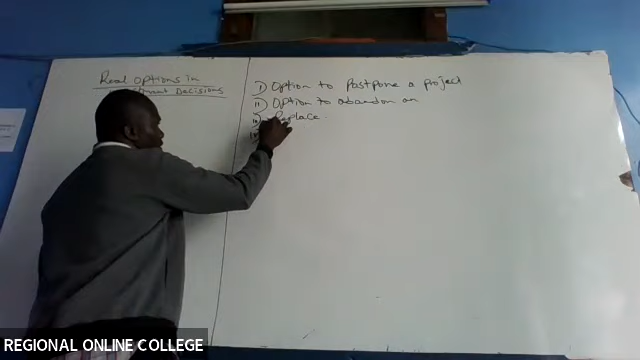 Real Options in
Decisions
i) Option to Postpone a project
ii) Option to abandon an
Replace
REGIONAL ONLINE COLLEGE